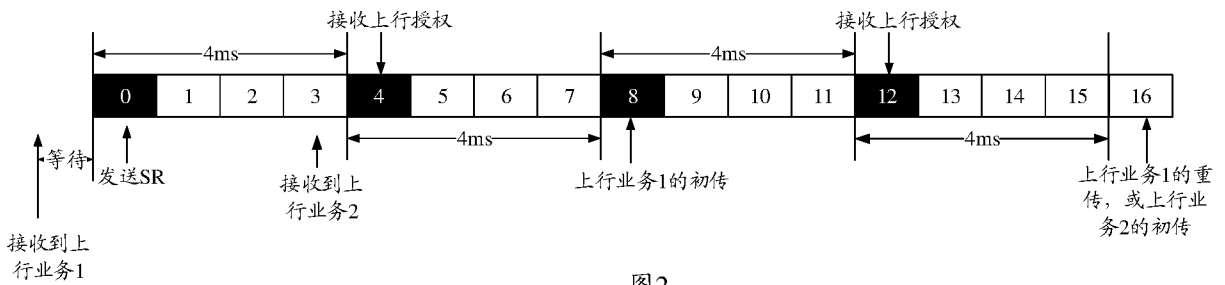 接收上行授权
接收上行授权
4ms
4ms
0 1 2 3 4 5 6 7 8 9 10 11 12 13 14 15 16
4ms
4ms
等待
发送SR
接收到上
行业务2
上行业务1的初传
上行业务1的重
传，或上行业
务2的初传
接收到上
行业务1
图2